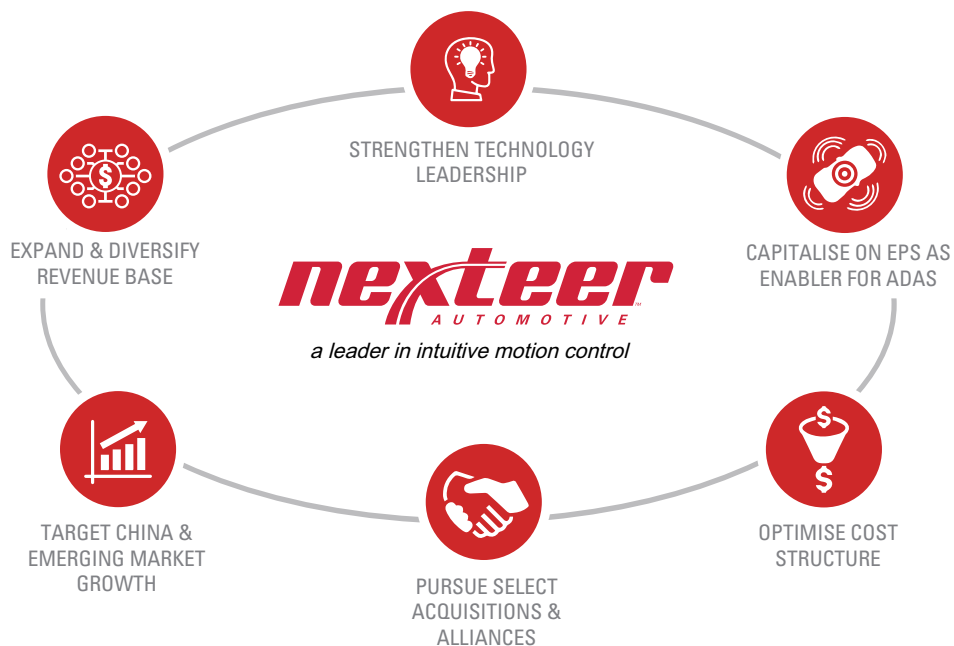 STRENGTHEN TECHNOLOGY
LEADERSHIP
EXPAND & DIVERSIFY
REVENUE BASE
CAPITALISE ON EPS AS
ENABLER FOR ADAS
nexteer
AUTOMOTIVE
a leader in intuitive motion control
TARGET CHINA &
EMERGING MARKET
GROWTH
PURSUE SELECT
ACQUISITIONS &
ALLIANCES
OPTIMISE COST
STRUCTURE